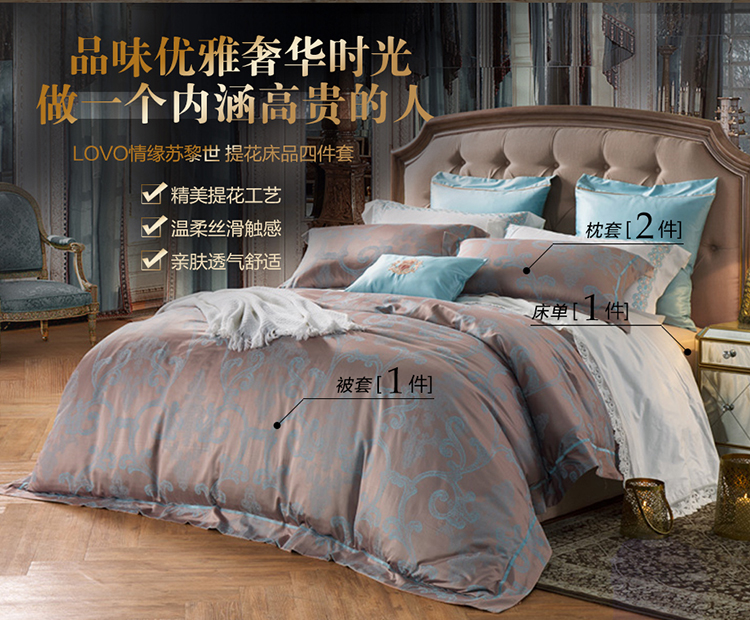 品味优雅奢华时光
做一个内涵高贵的人
LOVO情缘苏黎世 提花床品四件套
精美提花工艺
温柔丝滑触感
亲肤透气舒适
枕套[2件]
床单[1件]
被套[1件]